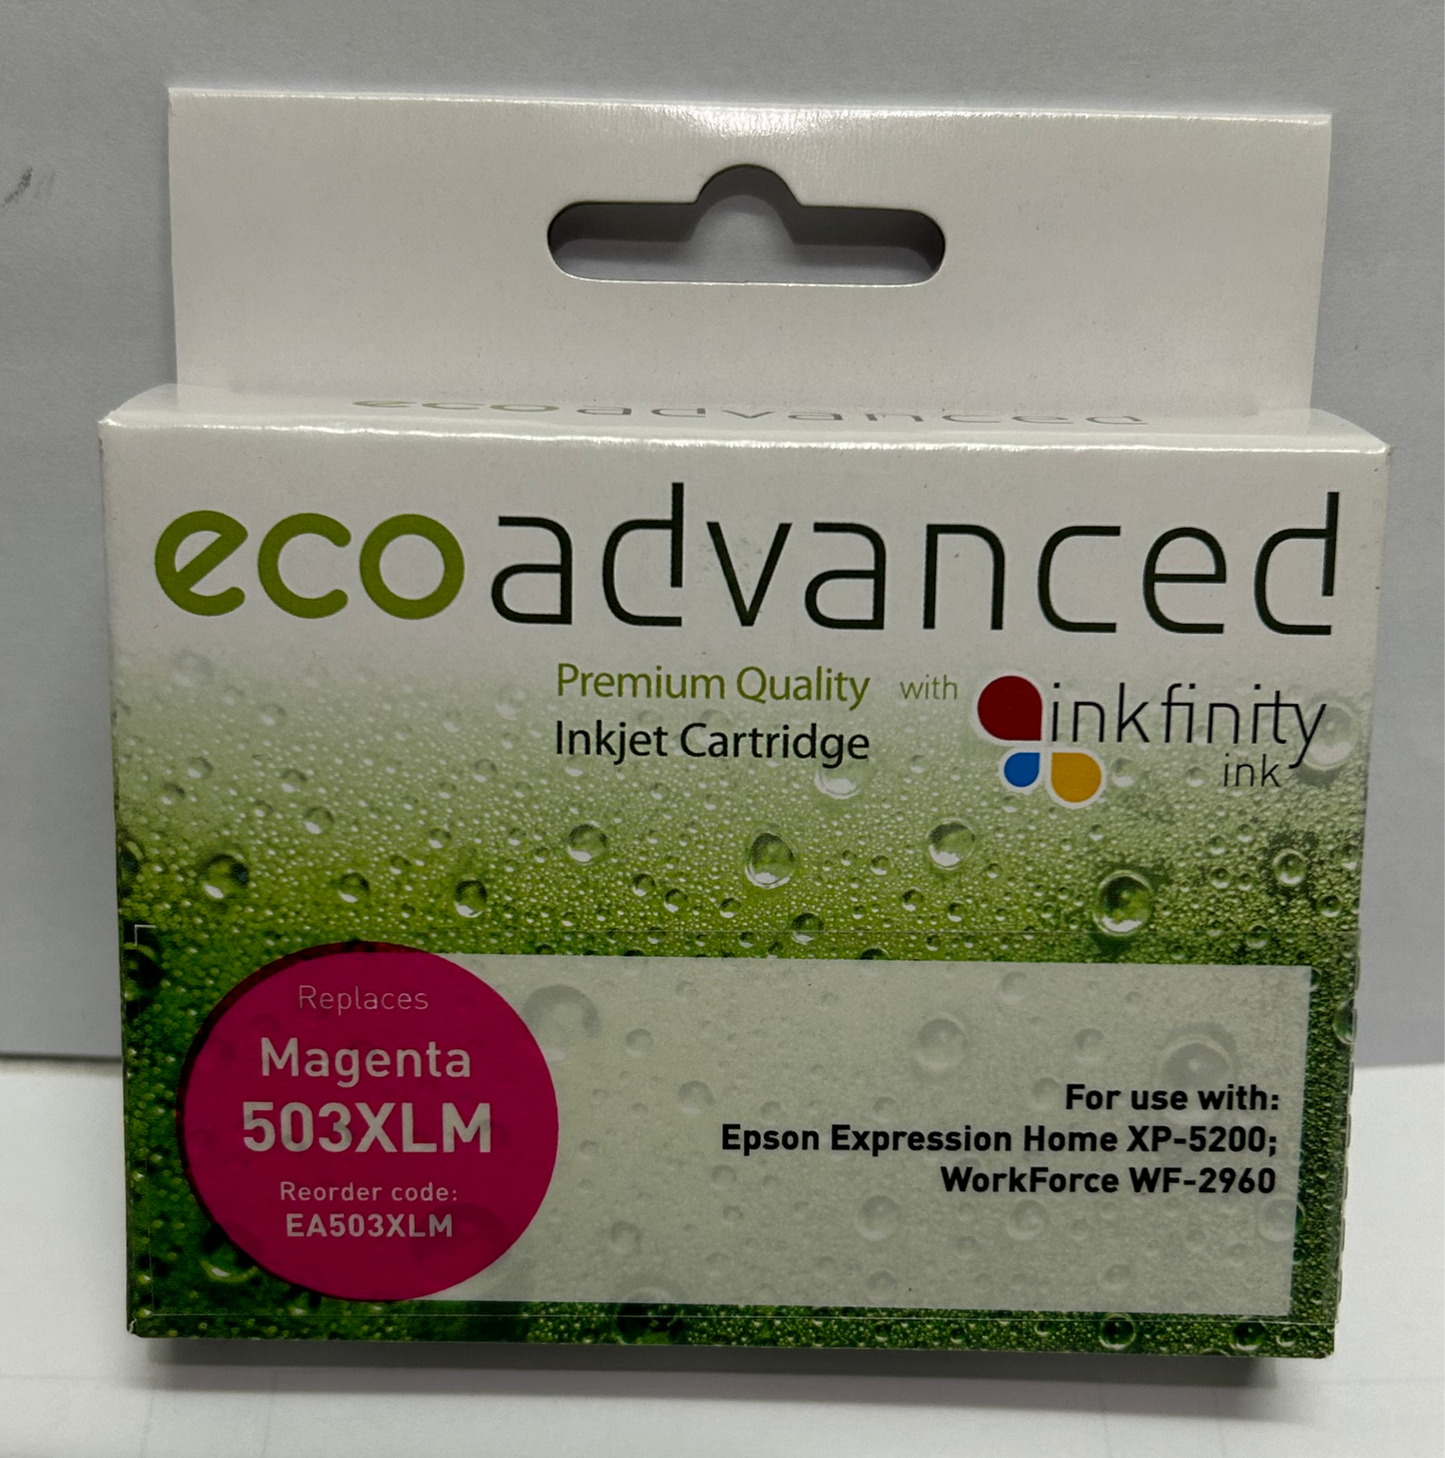 ecoadvanced
ecoadvanced
Premium Quality with inkfinity
Inkjet Cartridge ink
Replaces
Magenta
503XLM
Reorder code:
EA503XLM
For use with:
Epson Expression Home XP-5200;
WorkForce WF-2960